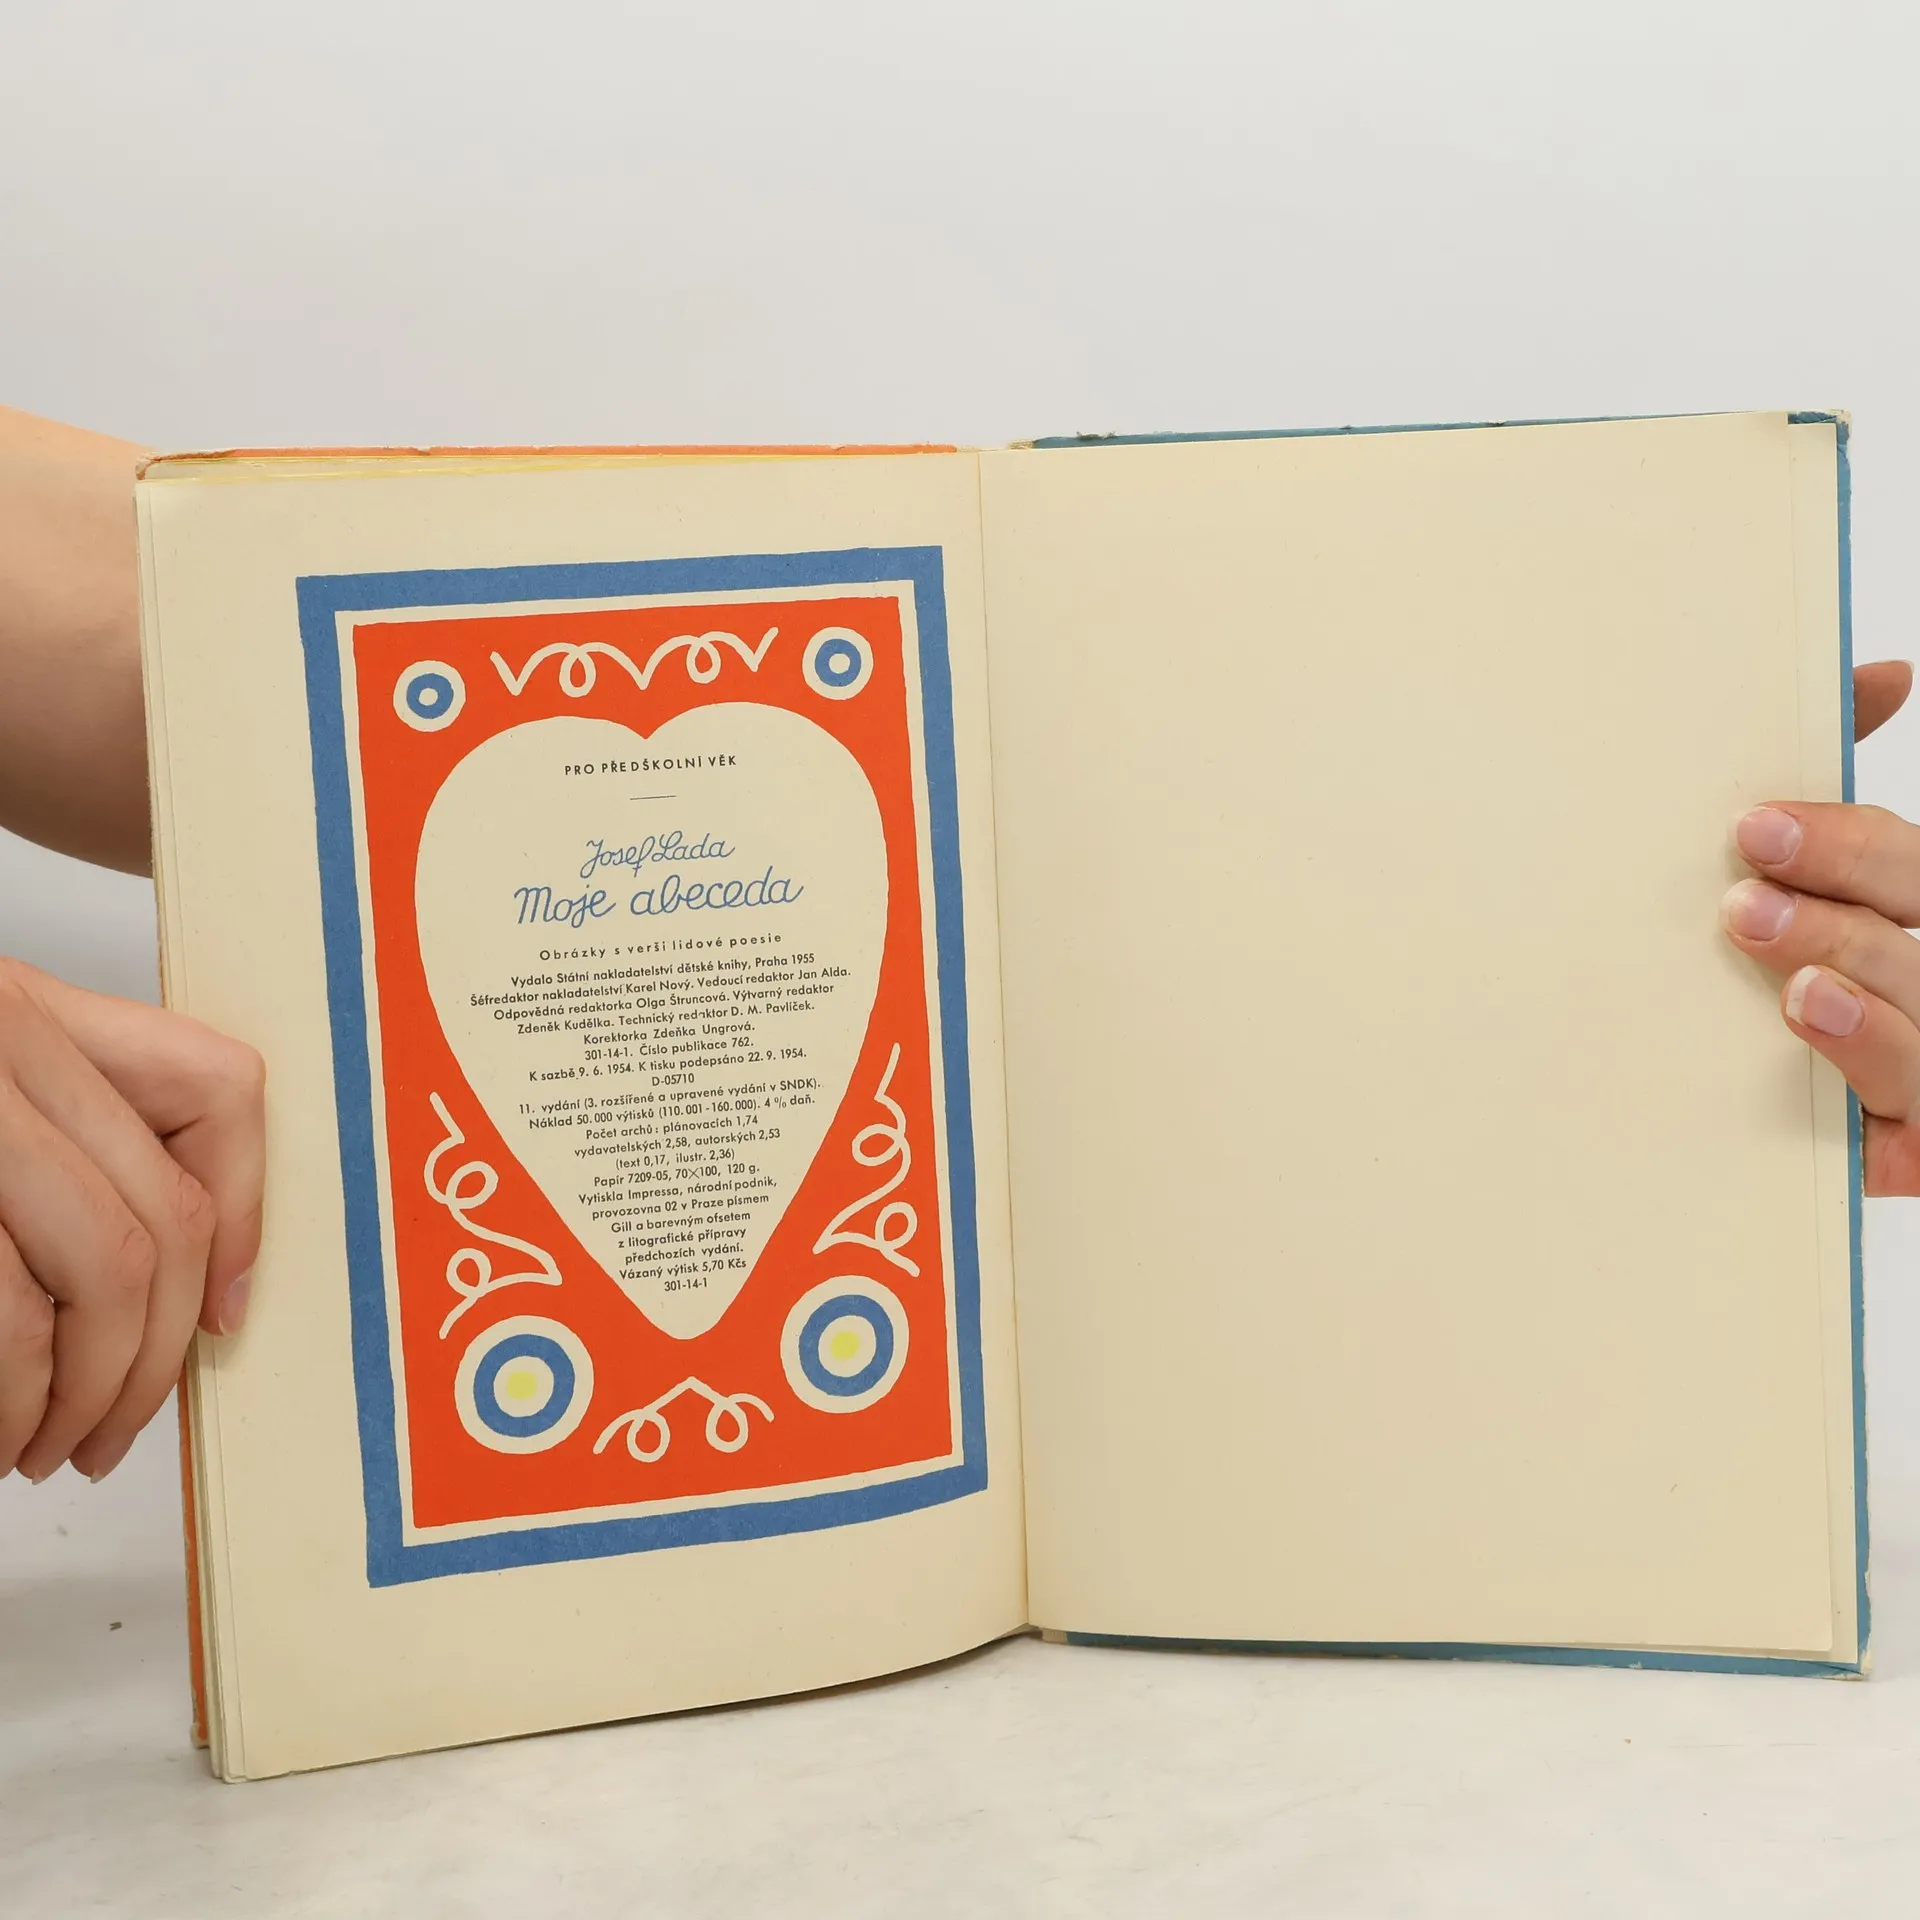 PRO PŘEDŠKOLNÍ VĚK
Josef Lada
Moje abeceda
Obrázky s verši lidové poesie
Vydalo Státní nakladatelství dětské knihy, Praha 1955
Šéfredaktor nakladatelství Karel Nový. Vedoucí redaktor Jan Alda.
Odpovědná redaktorka Olga Štruncová. Výtvarný redaktor
Zdeněk Kudělka. Technický redaktor D. M. Pavlíček.
Korektorka Zdeňka Ungrová.
301-14-1. Číslo publikace 762.
K sazbě 9. 6. 1954. K tisku podepsáno 22. 9. 1954.
D-05710
11. vydání (3. rozšířené a upravené vydání v SNDK).
Náklad 50.000 výtisků (110.001-160.000). 4 % daň.
Počet archů: plánovacích 1,74
vydavatelských 2,58, autorských 2,53
(text 0,17, ilustr. 2,36)
Papír 7209-05, 70×100, 120 g.
Vytiskla Impressa, národní podnik,
provozovna 02 v Praze písmem
Gill a barevným ofsetem
z litografické přípravy
předchozích vydání.
Vázaný výtisk 5,70 Kčs
301-14-1